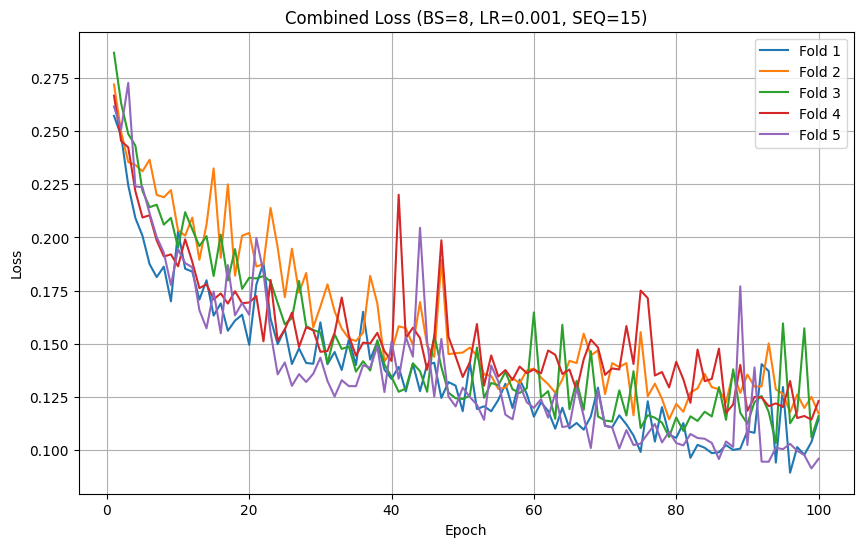 Combined Loss (BS=8, LR=0.001, SEQ=15)
Fold 1
Fold 2
Fold 3
Fold 4
Fold 5
0.275
0.250
0.225
0.200
0.175
0.150
0.125
0.100
Loss
0
20
40
60
80
100
Epoch